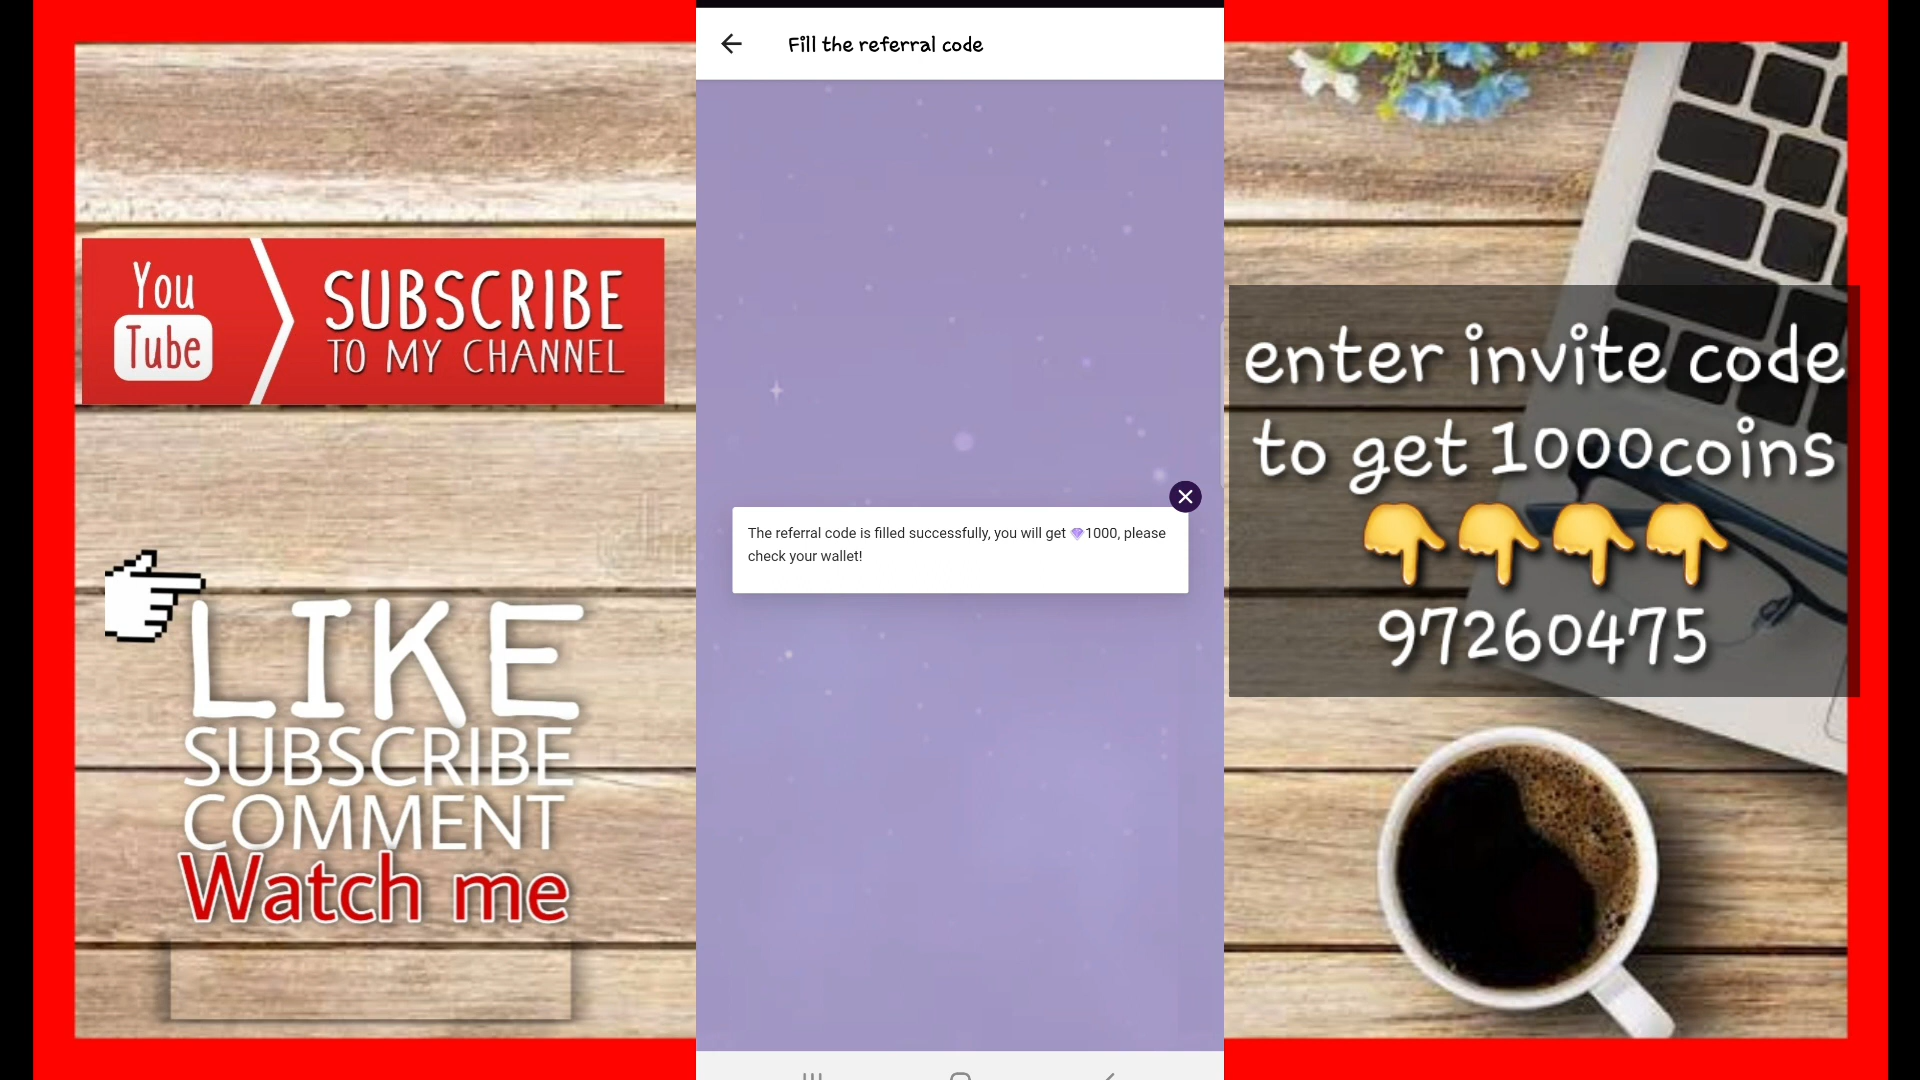 Fill the referral code
You
Tube
SUBSCRIBE
TO MY CHANNEL
The referral code is filled successfully, you will get 💎1000, please
check your wallet!
LIKE
SUBSCRIBE
COMMENT
Watch me
enter invite code
to get 1000coins
👇👇👇👇
97260475